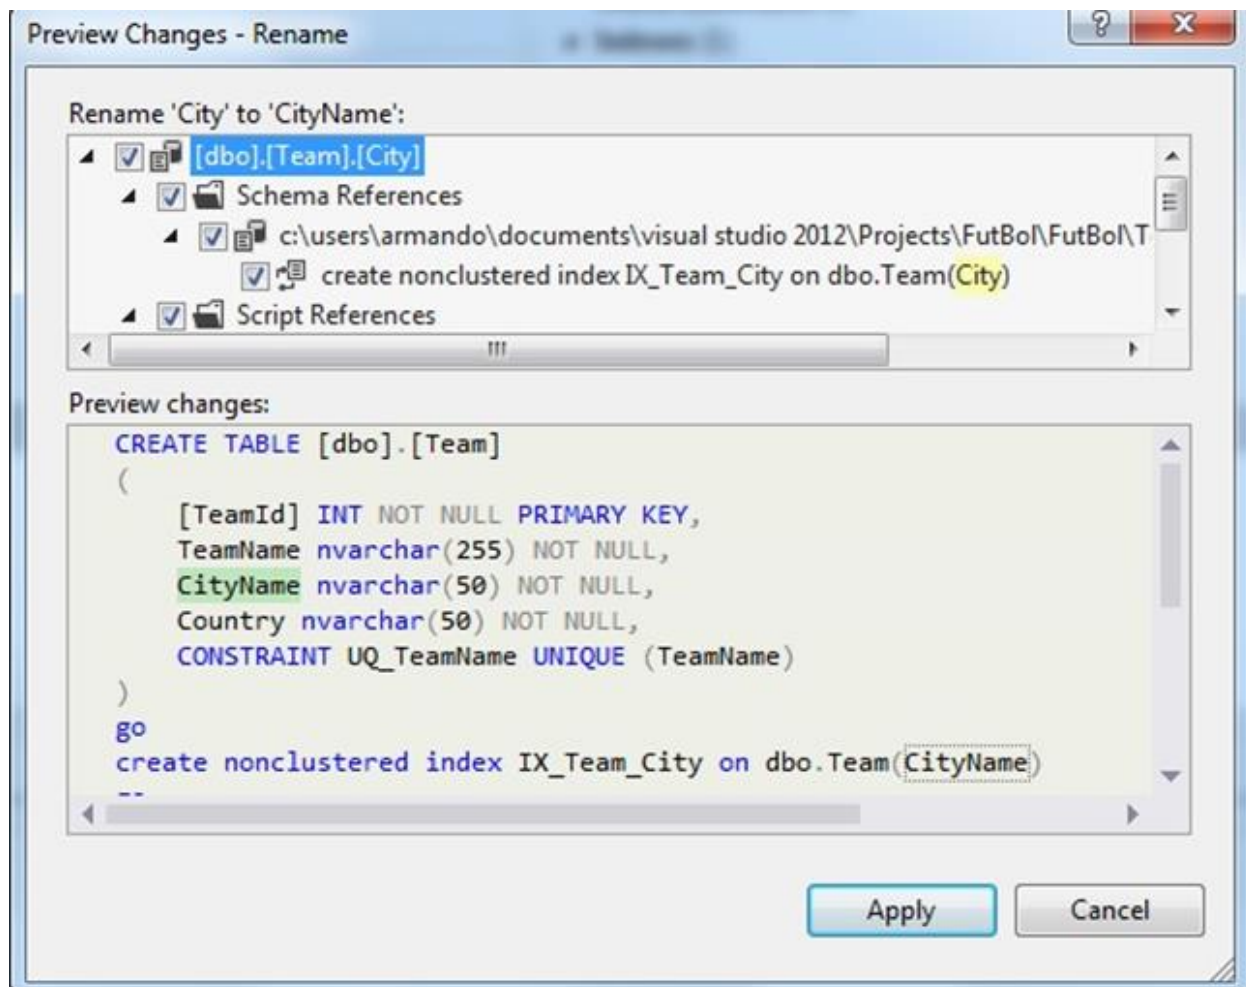 Preview Changes - Rename
Rename 'City' to 'CityName':
[dbo].[Team].[City]
Schema References
c:\users\armando\documents\visual studio 2012\Projects\FutBol\FutBol\T
create nonclustered index IX_Team_City on dbo.Team(City)
Script References
Preview changes:
CREATE TABLE [dbo].[Team]
(
[TeamId] INT NOT NULL PRIMARY KEY,
TeamName nvarchar(255) NOT NULL,
CityName nvarchar(50) NOT NULL,
Country nvarchar(50) NOT NULL,
CONSTRAINT UQ_TeamName UNIQUE (TeamName)
)
go
create nonclustered index IX_Team_City on dbo.Team(CityName)
Apply Cancel